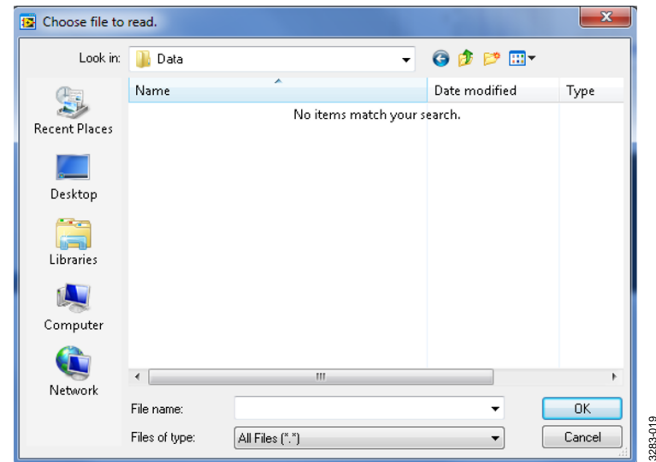 Choose file to read.
Look in:
Data
Name
Date modified
Type
No items match your search.
Recent Places
Desktop
Libraries
Computer
Network
File name:
OK
Files of type:
All Files (*.*)
Cancel
3283-019